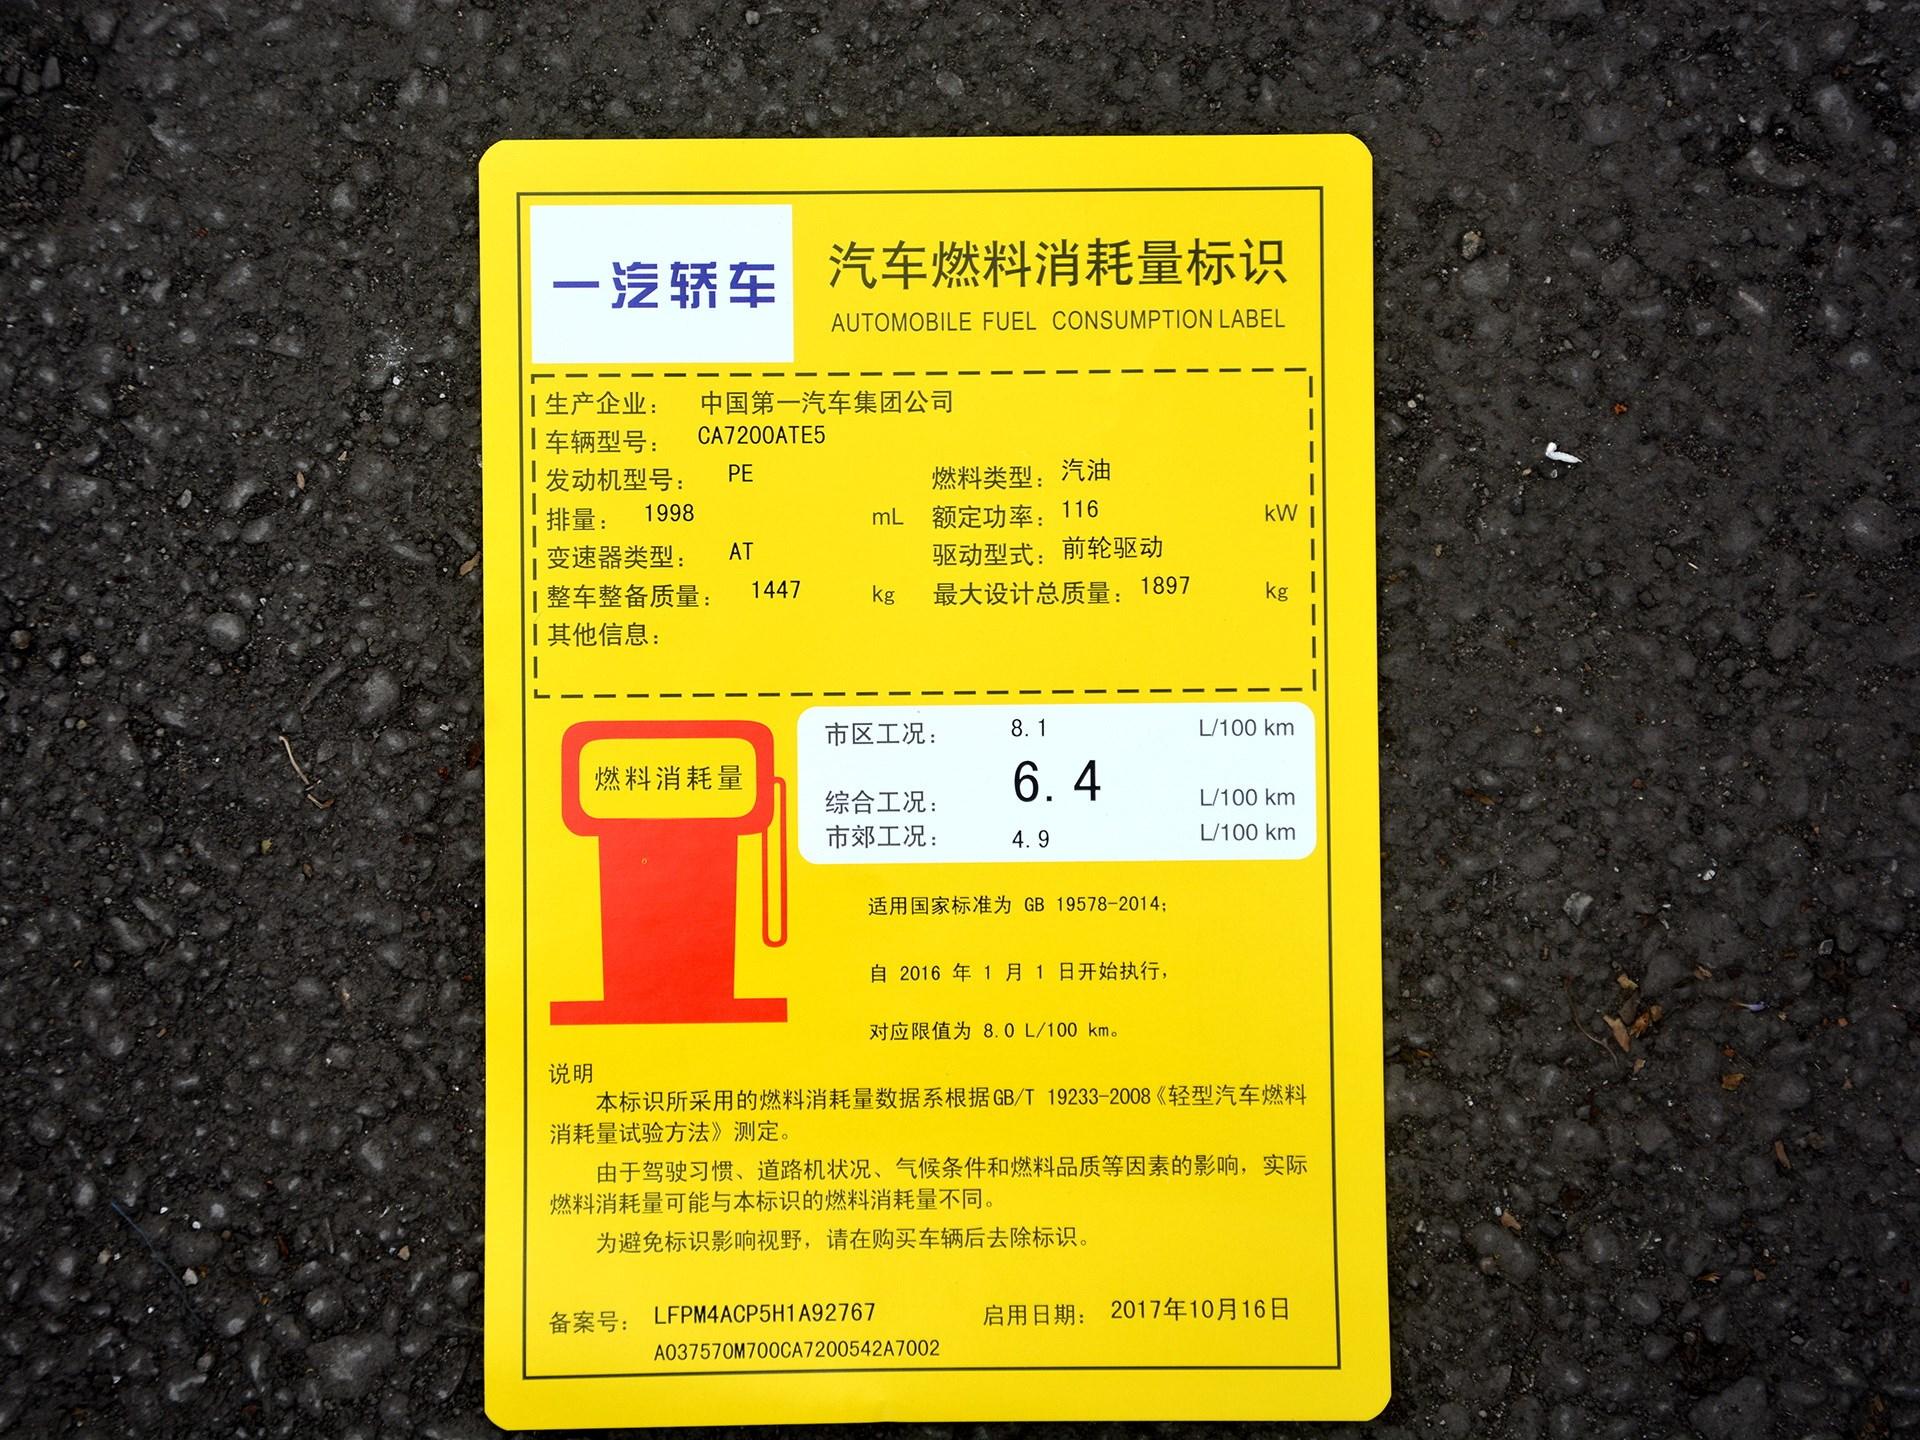 一汽轿车
汽车燃料消耗量标识
AUTOMOBILE FUEL CONSUMPTION LABEL
生产企业： 中国第一汽车集团公司
车辆型号： CA7200ATE5
发动机型号： PE 燃料类型： 汽油
排量： 1998 mL 额定功率： 116 kW
变速器类型： AT 驱动型式： 前轮驱动
整车整备质量： 1447 kg 最大设计总质量： 1897 kg
其他信息：
燃料消耗量
市区工况： 8.1 L/100 km
综合工况： 6.4 L/100 km
市郊工况： 4.9 L/100 km
适用国家标准为 GB 19578-2014；
自 2016 年 1 月 1 日开始执行，
对应限值为 8.0 L/100 km。
说明
本标识所采用的燃料消耗量数据系根据GB/T 19233-2008《轻型汽车燃料
消耗量试验方法》测定。
由于驾驶习惯、道路机状况、气候条件和燃料品质等因素的影响，实际
燃料消耗量可能与本标识的燃料消耗量不同。
为避免标识影响视野，请在购买车辆后去除标识。
备案号： LFPM4ACP5H1A92767 启用日期： 2017年10月16日
A037570M700CA7200542A7002